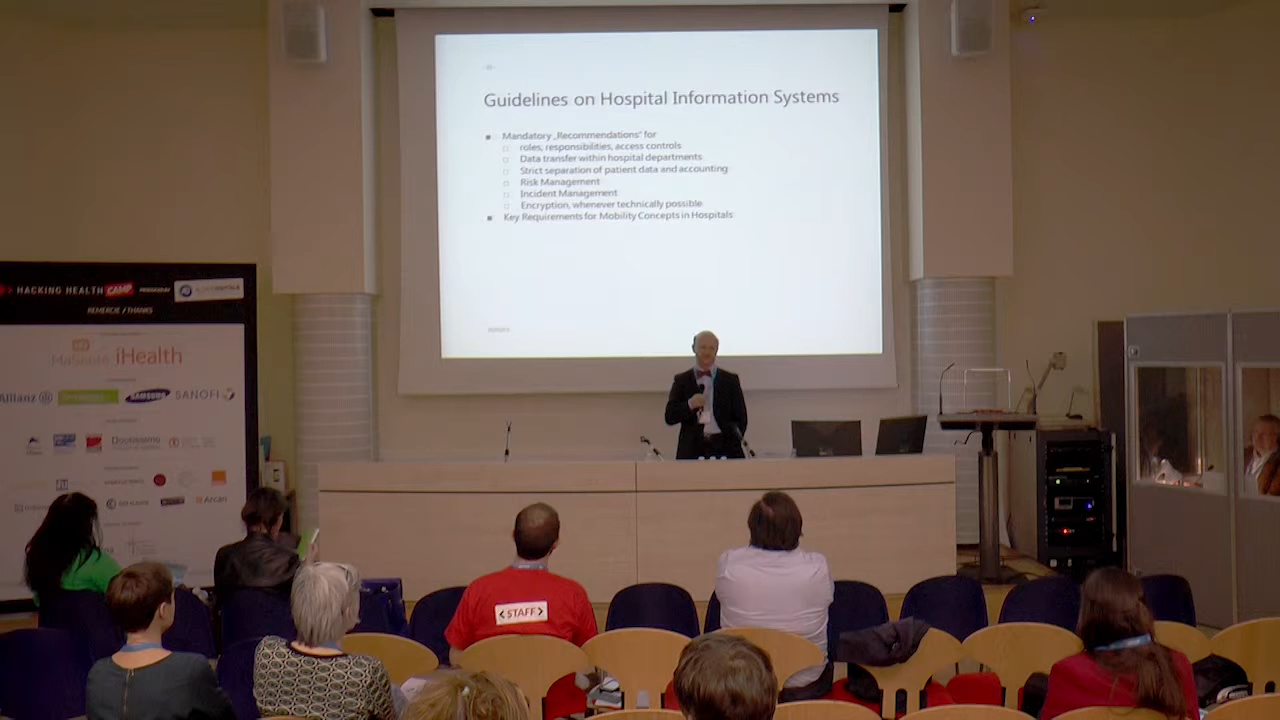 Guidelines on Hospital Information Systems
Mandatory „Recommendations" for
roles, responsibilities, access controls
Data transfer within hospital departments
Strict separation of patient data and accounting
Risk Management
Incident Management
Encryption, whenever technically possible
Key Requirements for Mobility Concepts in Hospitals
HACKING HEALTH CAMP
REMERCIE / THANKS
iHealth
Allianz
SAMSUNG
SANOFI
Arcan
<STAFF>